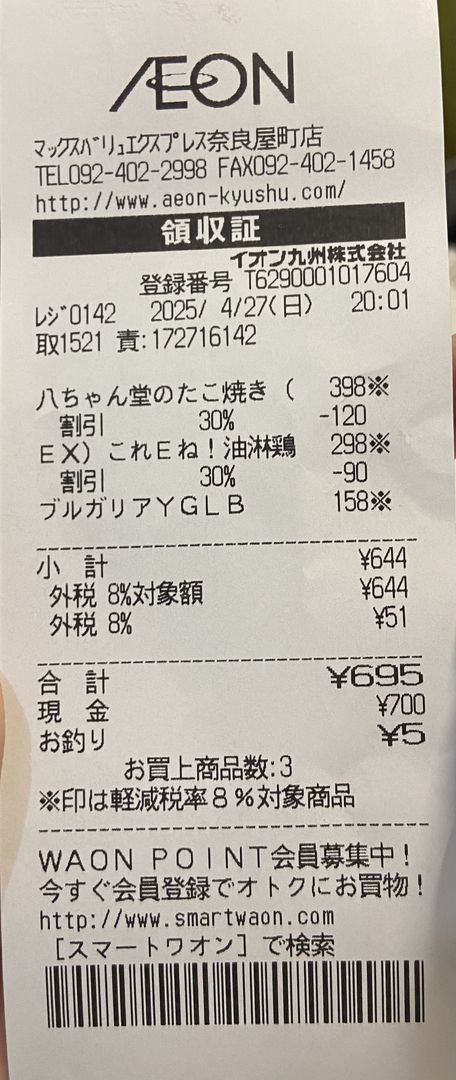 ÆON
マックスバリュエクスプレス奈良屋町店
TEL092-402-2998 FAX092-402-1458
http://www.aeon-kyushu.com/
領収証
イオン九州株式会社
登録番号 T6290001017604
レジ0142 2025/ 4/27(日) 20:01
取1521 責:172716142
八ちゃん堂のたこ焼き ( 398※
割引 30% -120
EX)これEね!油淋鶏 298※
割引 30% -90
ブルガリアYGLB 158※
小 計 ¥644
外税 8%対象額 ¥644
外税 8% ¥51
合 計 ¥695
現 金 ¥700
お釣り ¥5
お買上商品数:3
※印は軽減税率8%対象商品
WAON POINT会員募集中!
今すぐ会員登録でオトクにお買物!
http://www.smartwaon.com
[スマートワオン]で検索